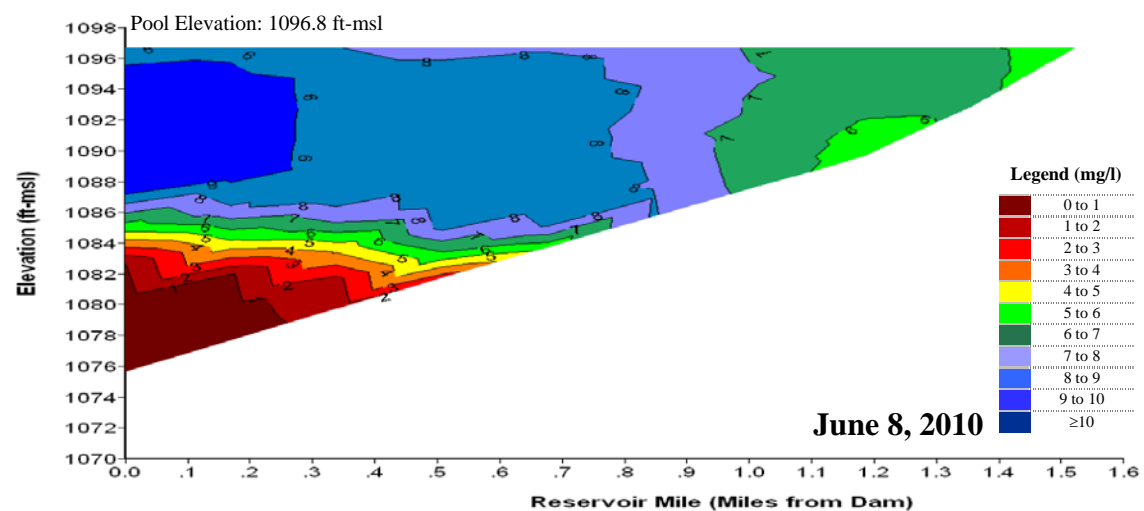 Pool Elevation: 1096.8 ft-msl
1098
1096
1094
1092
1090
1088
1086
1084
1082
1080
1078
1076
1074
1072
1070
Elevation (ft-msl)
Legend (mg/l)
0 to 1
1 to 2
2 to 3
3 to 4
4 to 5
5 to 6
6 to 7
7 to 8
8 to 9
9 to 10
≥10
June 8, 2010
0.0 .1 .2 .3 .4 .5 .6 .7 .8 .9 1.0 1.1 1.2 1.3 1.4 1.5 1.6
Reservoir Mile (Miles from Dam)